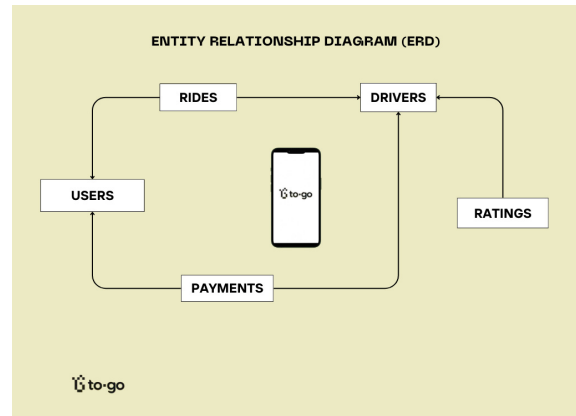 ENTITY RELATIONSHIP DIAGRAM (ERD)
RIDES
DRIVERS
to-go
USERS
RATINGS
PAYMENTS
to-go